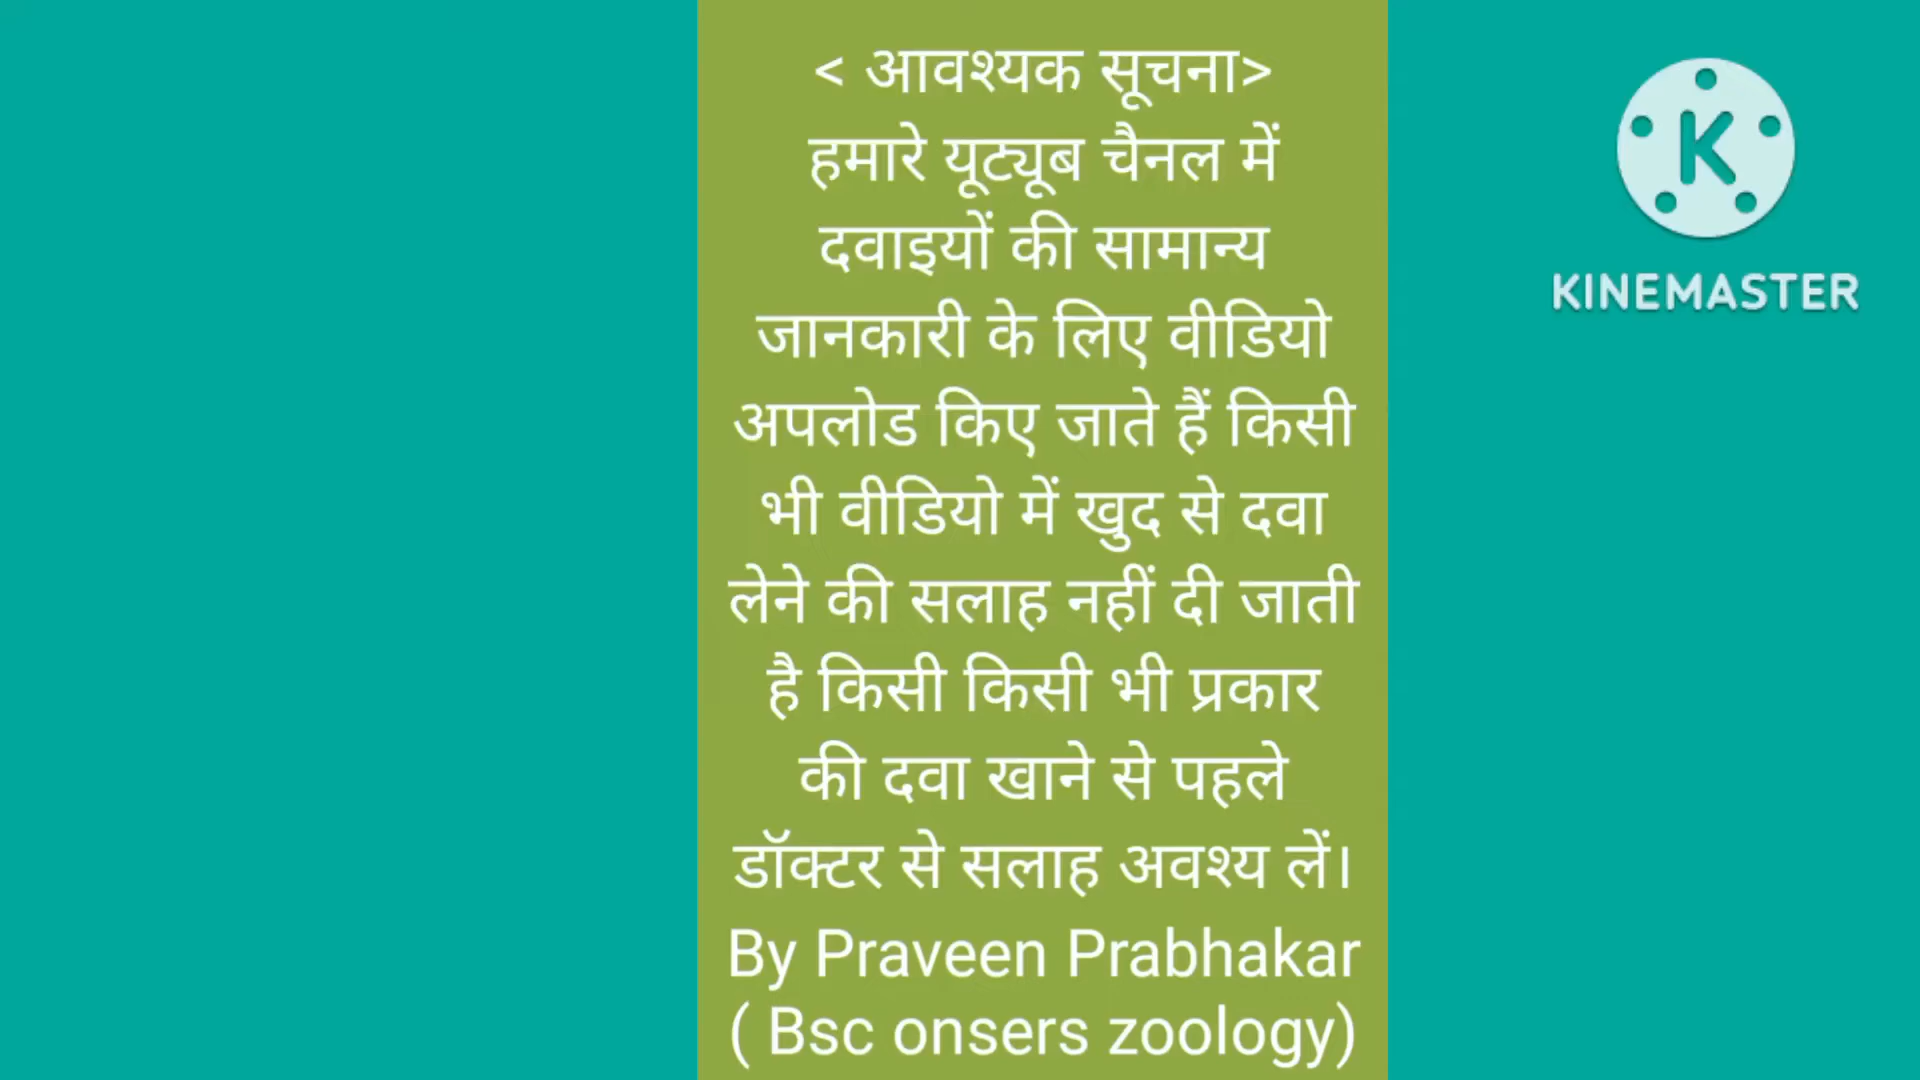 < आवश्यक सूचना>
हमारे यूट्यूब चैनल में
दवाइयों की सामान्य
जानकारी के लिए वीडियो
अपलोड किए जाते हैं किसी
भी वीडियो में खुद से दवा
लेने की सलाह नहीं दी जाती
है किसी किसी भी प्रकार
की दवा खाने से पहले
डॉक्टर से सलाह अवश्य लें।
By Praveen Prabhakar
( Bsc onsers zoology)
K
KINEMASTER